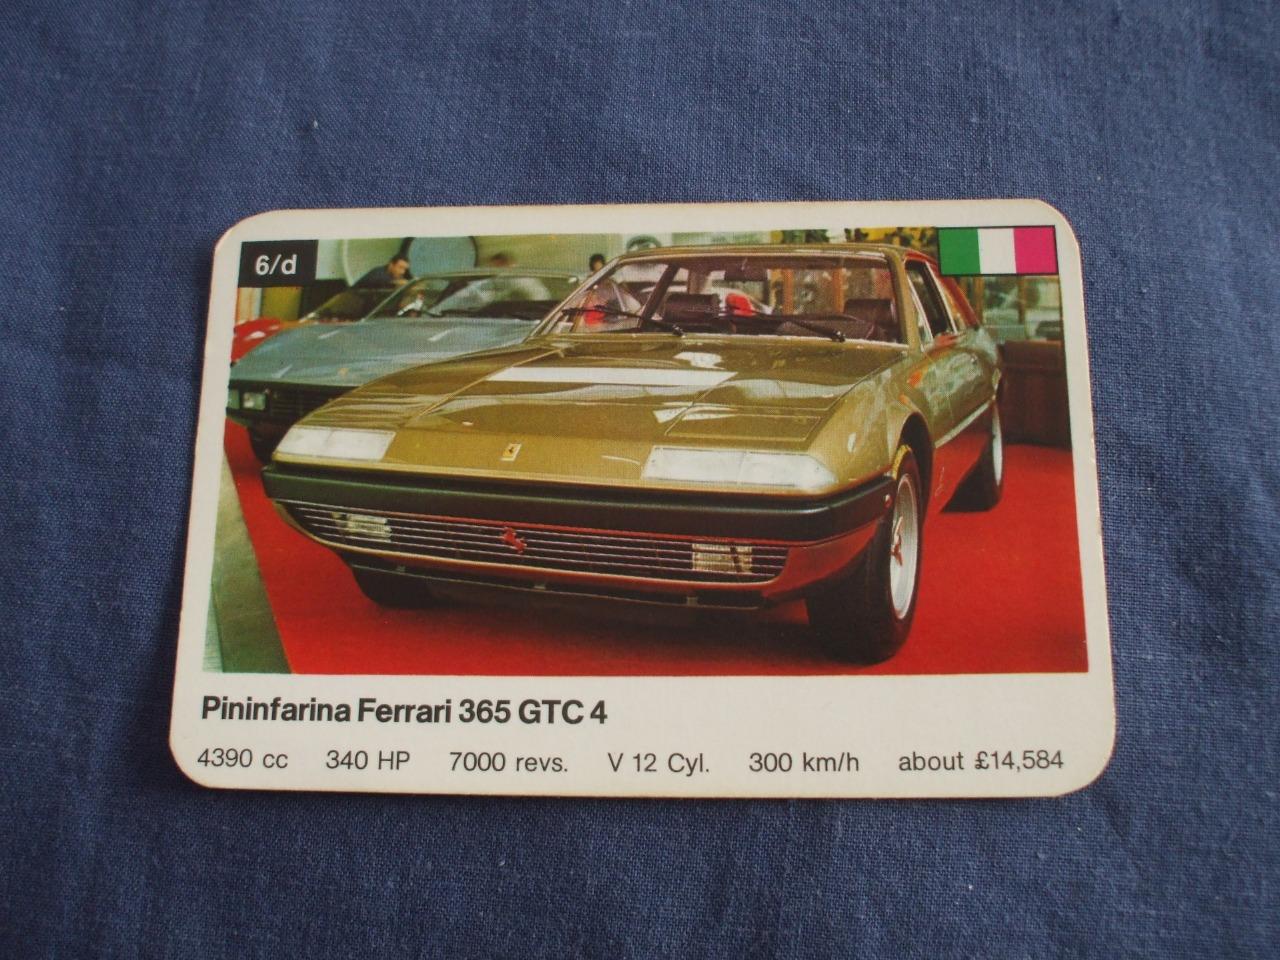 6/d
Pininfarina Ferrari 365 GTC 4
4390 cc 340 HP 7000 revs. V 12 Cyl. 300 km/h about £14,584